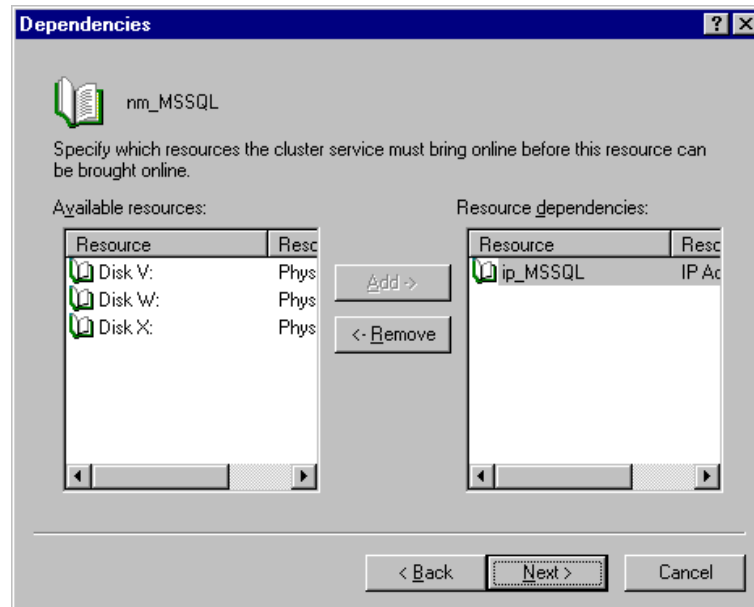 Dependencies
nm_MSSQL
Specify which resources the cluster service must bring online before this resource can
be brought online.
Available resources:
Resource dependencies:
Resource Resc
Disk V: Phys
Disk W: Phys
Disk X: Phys
Add ->
<- Remove
Resource Resc
ip_MSSQL IP Ac
< Back
Next >
Cancel